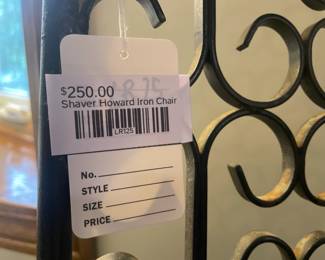 $250.00
Shaver Howard Iron Chair
LR125
No.
STYLE
SIZE
PRICE